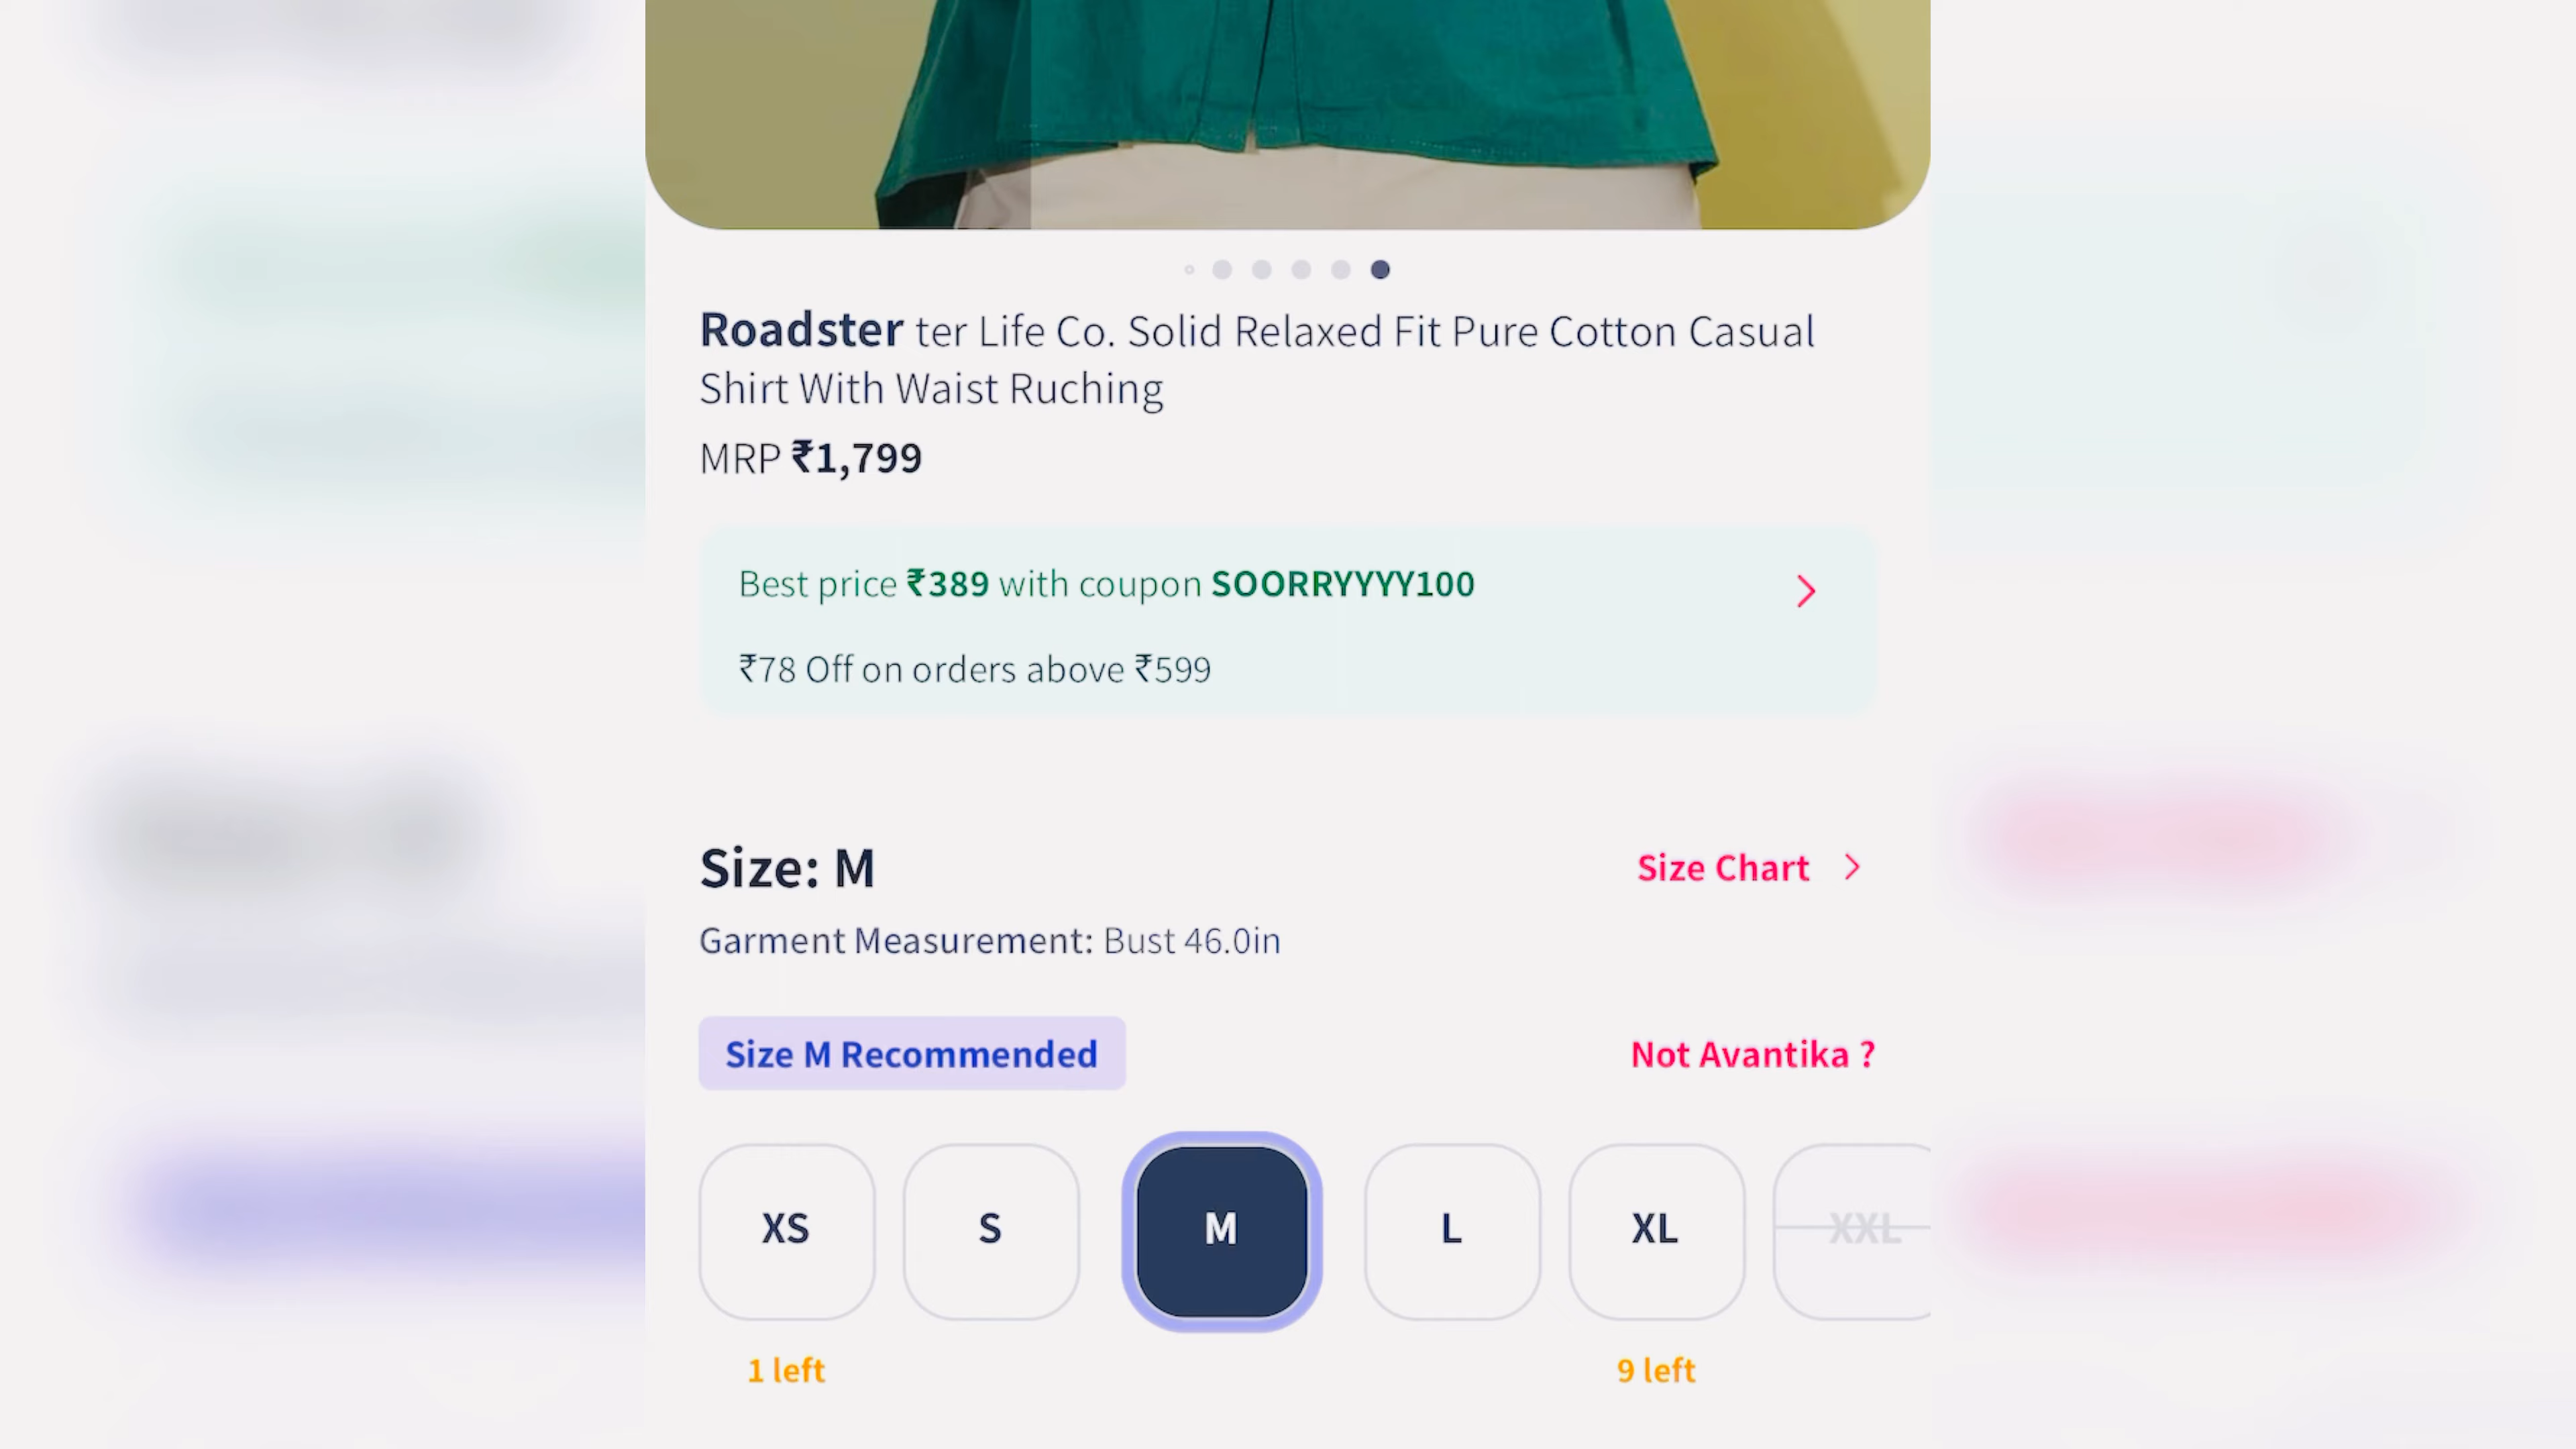 Roadster ter Life Co. Solid Relaxed Fit Pure Cotton Casual
Shirt With Waist Ruching
MRP ₹1,799
Best price ₹389 with coupon SOORRYYYY100
₹78 Off on orders above ₹599
Size: M
Size Chart
Garment Measurement: Bust 46.0in
Size M Recommended
Not Avantika ?
XS S M L XL XXL
1 left 9 left